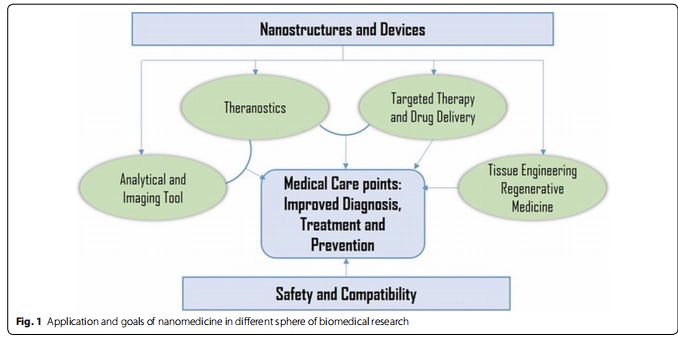 Nanostructures and Devices
Theranostics
Targeted Therapy
and Drug Delivery
Analytical and
Imaging Tool
Medical Care points:
Improved Diagnosis,
Treatment and
Prevention
Tissue Engineering
Regenerative
Medicine
Safety and Compatibility
Fig. 1 Application and goals of nanomedicine in different sphere of biomedical research